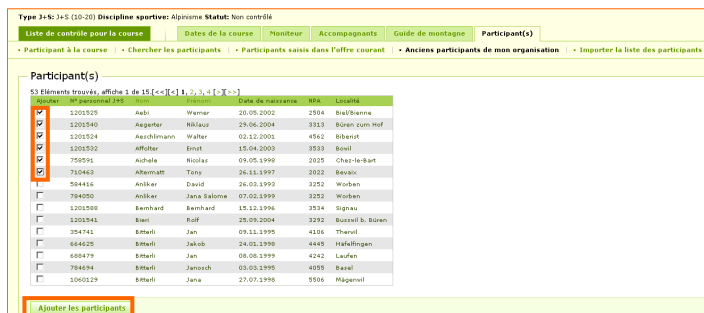 Type J+S: J+S (10-20) Discipline sportive: Alpinisme Statut: Non contrôlé
Liste de contrôle pour la course Dates de la course Moniteur Accompagnants Guide de montagne Participant(s)
• Participant à la course | • Chercher les participants | • Participants saisis dans l'offre courant | • Anciens participants de mon organisation | • Importer la liste des participants
Participant(s)
53 Eléments trouvés, affiche 1 de 15.[<<][<] 1, 2, 3, 4 [>][>>]
Ajouter N° personnel J+S Nom Prénom Date de naissance NPA Localité
1201525 Aebi Werner 20.05.2002 2504 Biel/Bienne
1201540 Aegerter Niklaus 29.06.2004 3313 Büren zum Hof
1201524 Aeschlimann Walter 02.12.2001 4562 Biberist
1201532 Affolter Ernst 15.04.2003 3533 Bowil
758591 Aichele Nicolas 09.05.1998 2025 Chez-le-Bart
710463 Altermatt Tony 26.11.1997 2022 Bevaix
584416 Anliker David 26.03.1993 3252 Worben
784050 Anliker Jana Salome 07.02.1999 3252 Worben
1201588 Bernhard Bernhard 15.12.1996 3534 Signau
1201541 Bieri Rolf 25.09.2004 3292 Busswil b. Büren
354741 Bitterli Jan 09.11.1995 4106 Therwil
664625 Bitterli Jakob 24.01.1998 4445 Häfelfingen
688479 Bitterli Jan 08.08.1999 4242 Laufen
784694 Bitterli Janosch 03.03.1995 4055 Basel
1060129 Bitterli Jana 27.07.1998 5506 Mägenwil
Ajouter les participants